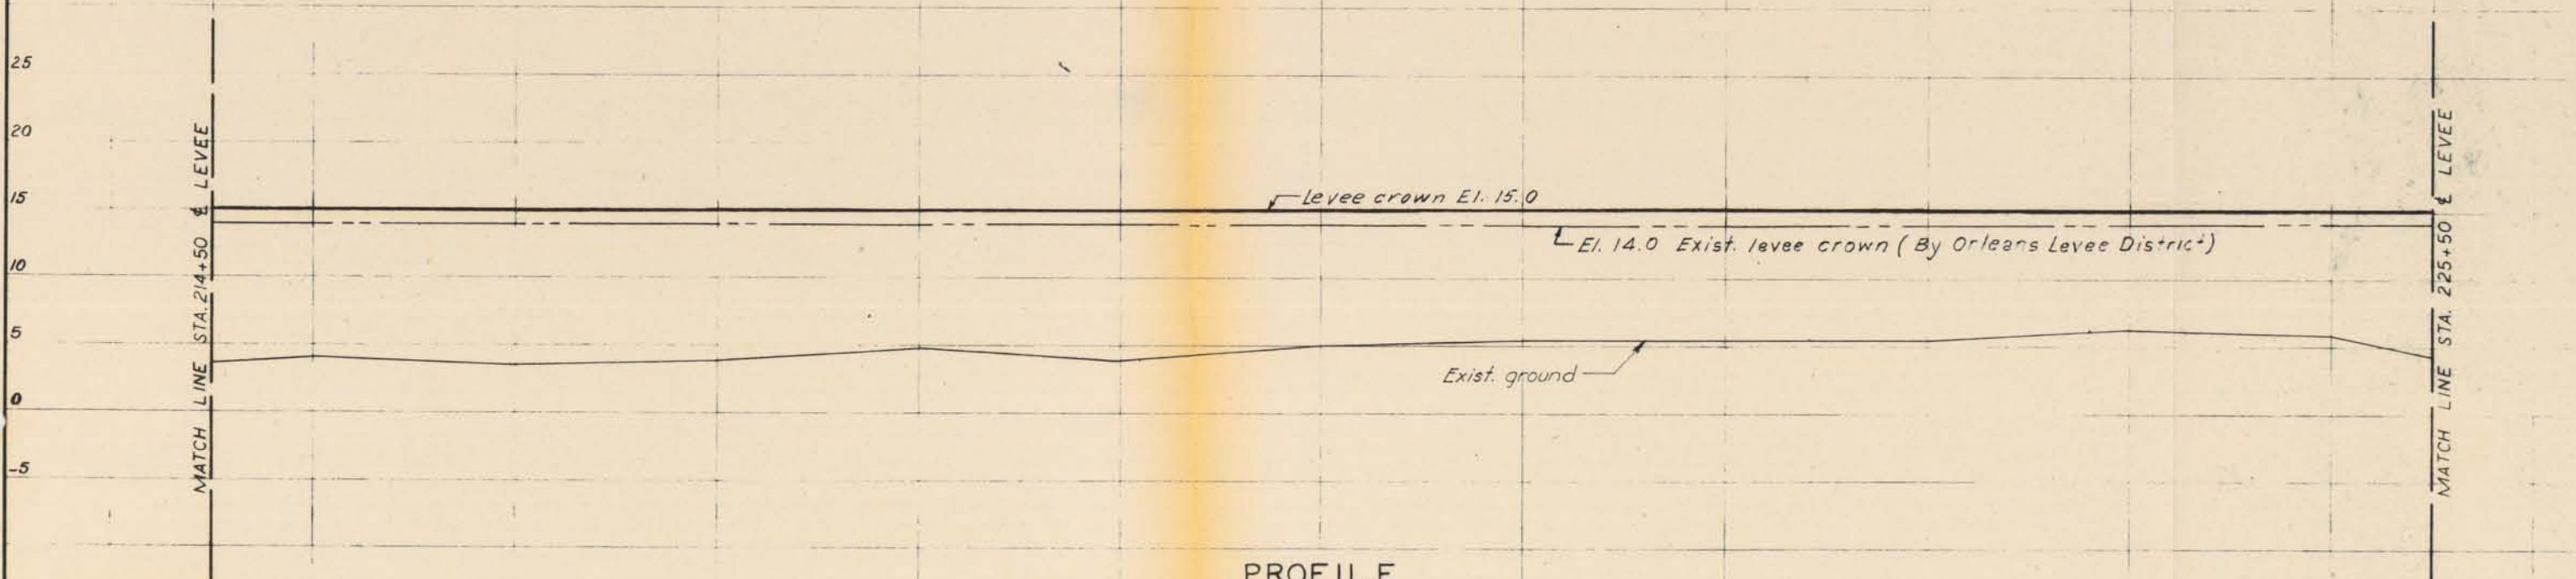 25
20
15
10
5
0
-5
MATCH LINE STA. 214+50 ℄ LEVEE
Levee crown El. 15.0
El. 14.0 Exist. levee crown (By Orleans Levee District)
Exist. ground
MATCH LINE STA. 225+50 ℄ LEVEE
PROFILE